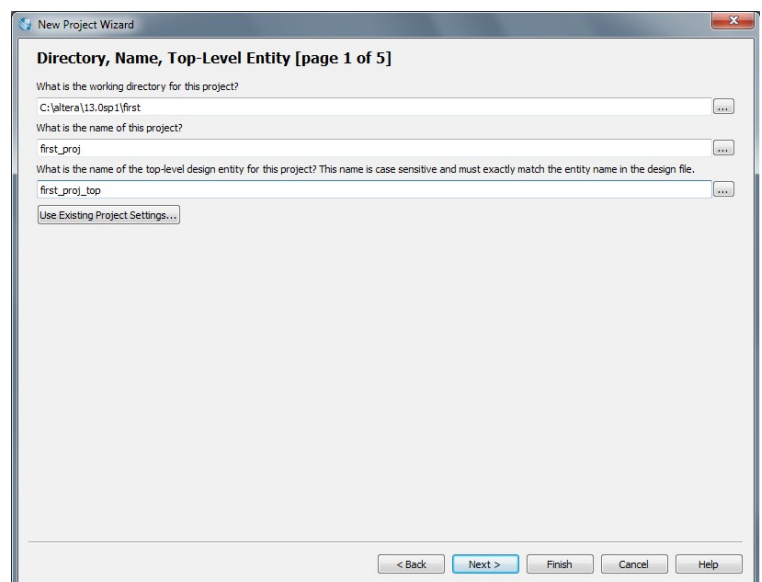 New Project Wizard
Directory, Name, Top-Level Entity [page 1 of 5]
What is the working directory for this project?
C:\altera\13.0sp1\first
...
What is the name of this project?
first_proj
...
What is the name of the top-level design entity for this project? This name is case sensitive and must exactly match the entity name in the design file.
first_proj_top
...
Use Existing Project Settings...
< Back Next > Finish Cancel Help